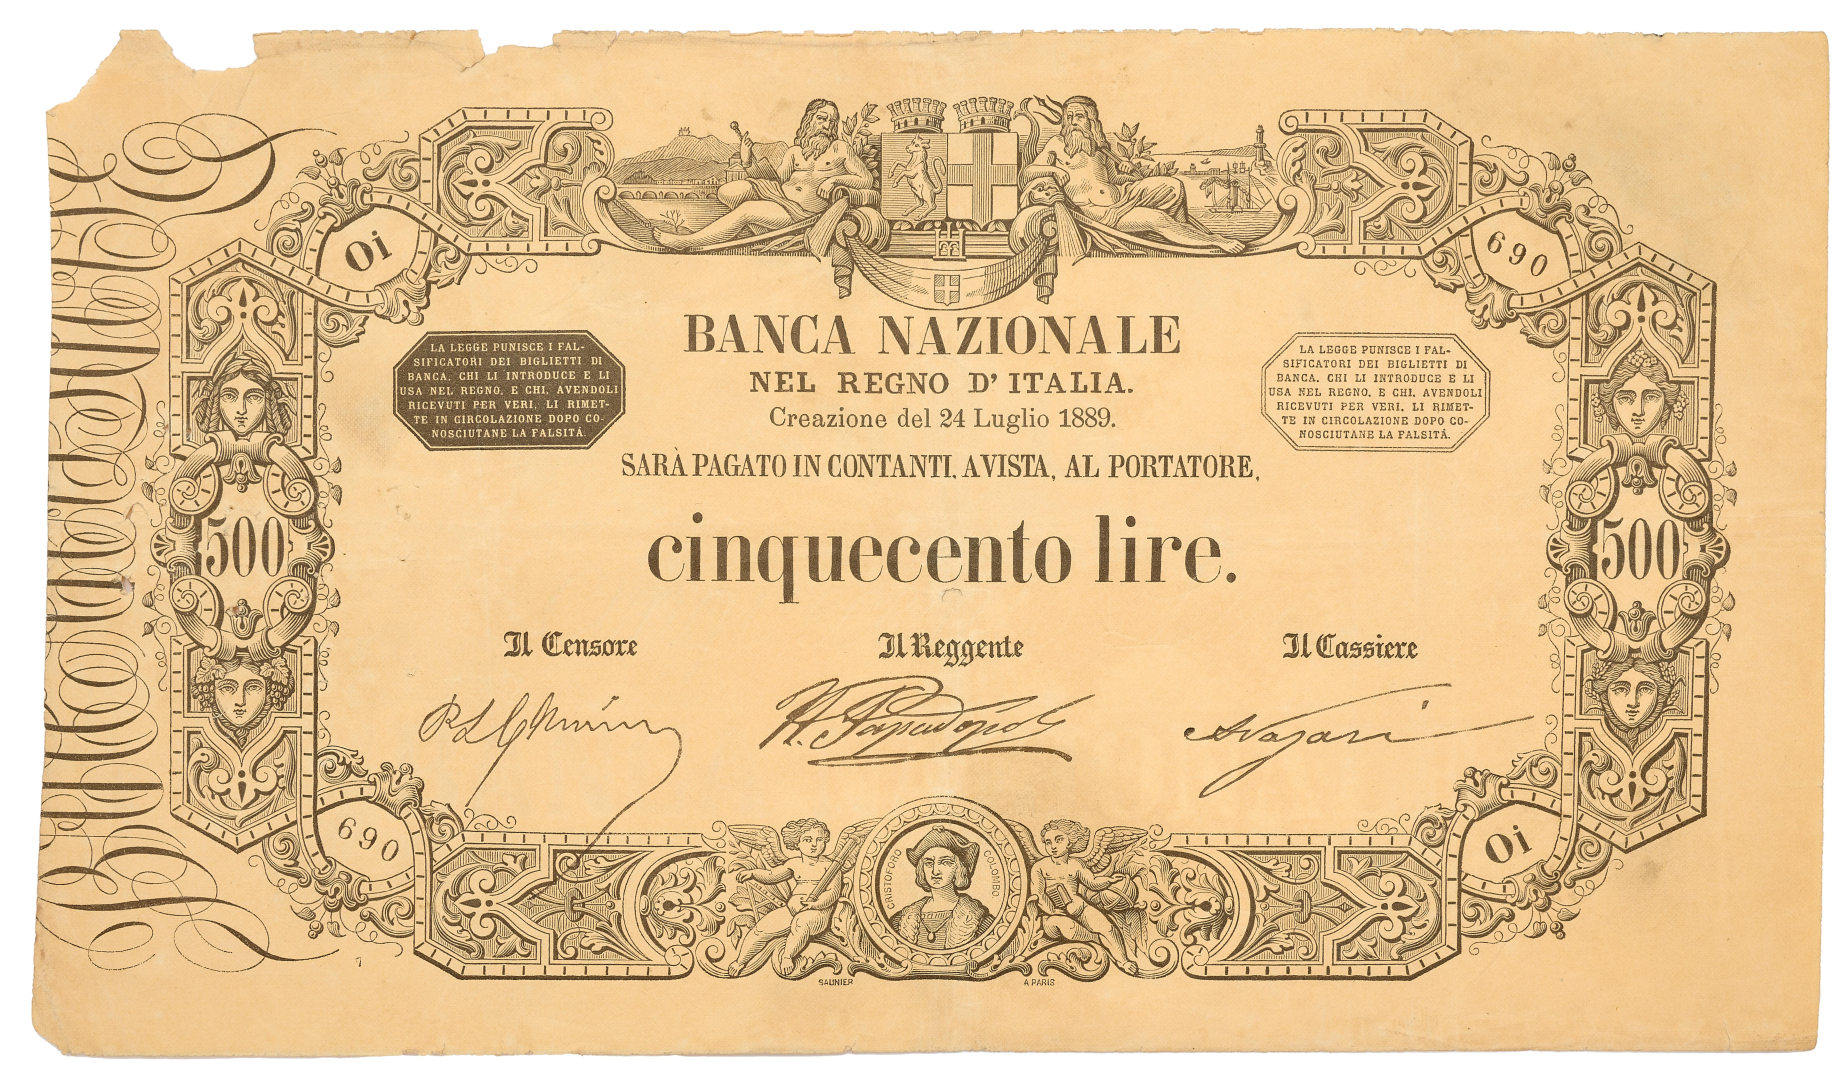 Oi
690
BANCA NAZIONALE
NEL REGNO D'ITALIA.
Creazione del 24 Luglio 1889.
LA LEGGE PUNISCE I FAL-
SIFICATORI DEI BIGLIETTI DI
BANCA, CHI LI INTRODUCE E LI
USA NEL REGNO, E CHI, AVENDOLI
RICEVUTI PER VERI, LI RIMET-
TE IN CIRCOLAZIONE DOPO CO-
NOSCIUTANE LA FALSITÀ.
LA LEGGE PUNISCE I FAL-
SIFICATORI DEI BIGLIETTI DI
BANCA, CHI LI INTRODUCE E LI
USA NEL REGNO, E CHI, AVENDOLI
RICEVUTI PER VERI, LI RIMET-
TE IN CIRCOLAZIONE DOPO CO-
NOSCIUTANE LA FALSITÀ.
SARÀ PAGATO IN CONTANTI, A VISTA, AL PORTATORE,
500
cinquecento lire.
500
Il Censore
Il Reggente
Il Cassiere
690
CRISTOFORO COLOMBO
Oi
SAUNIER
A PARIS